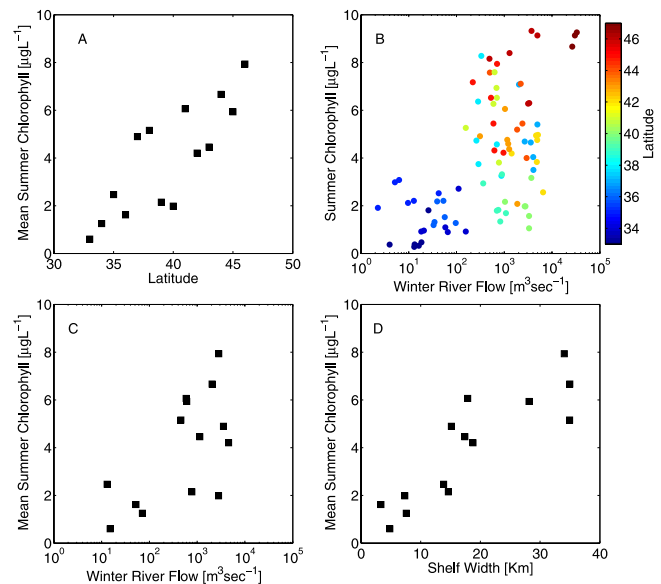 A
Mean Summer Chlorophyll [µgL⁻¹]
10
8
6
4
2
0
30 35 40 45 50
Latitude
B
Summer Chlorophyll [µgL⁻¹]
10
8
6
4
2
0
10⁰ 10¹ 10² 10³ 10⁴ 10⁵
Winter River Flow [m³sec⁻¹]
46
44
42
40
38
36
34
Latitude
C
Mean Summer Chlorophyll [µgL⁻¹]
10
8
6
4
2
0
10⁰ 10¹ 10² 10³ 10⁴ 10⁵
Winter River Flow [m³sec⁻¹]
D
Mean Summer Chlorophyll [µgL⁻¹]
10
8
6
4
2
0
0 10 20 30 40
Shelf Width [Km]